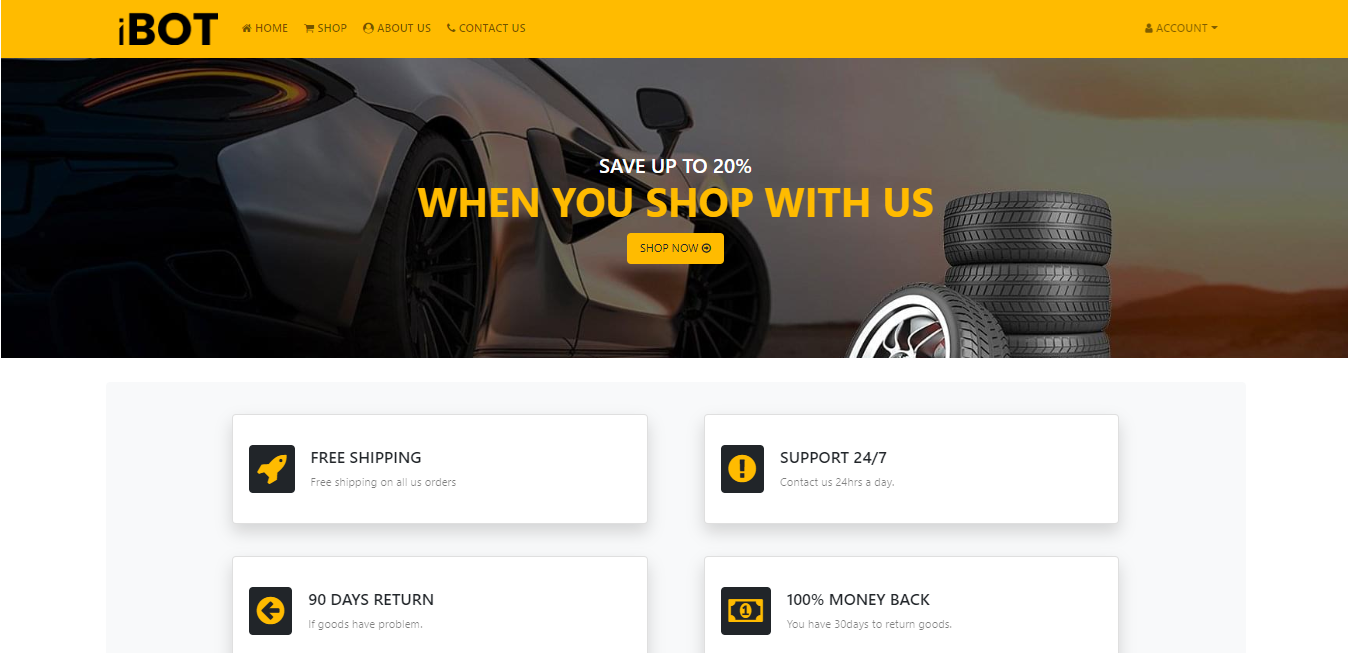 iBOT
HOME
SHOP
ABOUT US
CONTACT US
ACCOUNT
SAVE UP TO 20%
WHEN YOU SHOP WITH US
SHOP NOW
FREE SHIPPING
Free shipping on all us orders
SUPPORT 24/7
Contact us 24hrs a day.
90 DAYS RETURN
If goods have problem.
100% MONEY BACK
You have 30days to return goods.